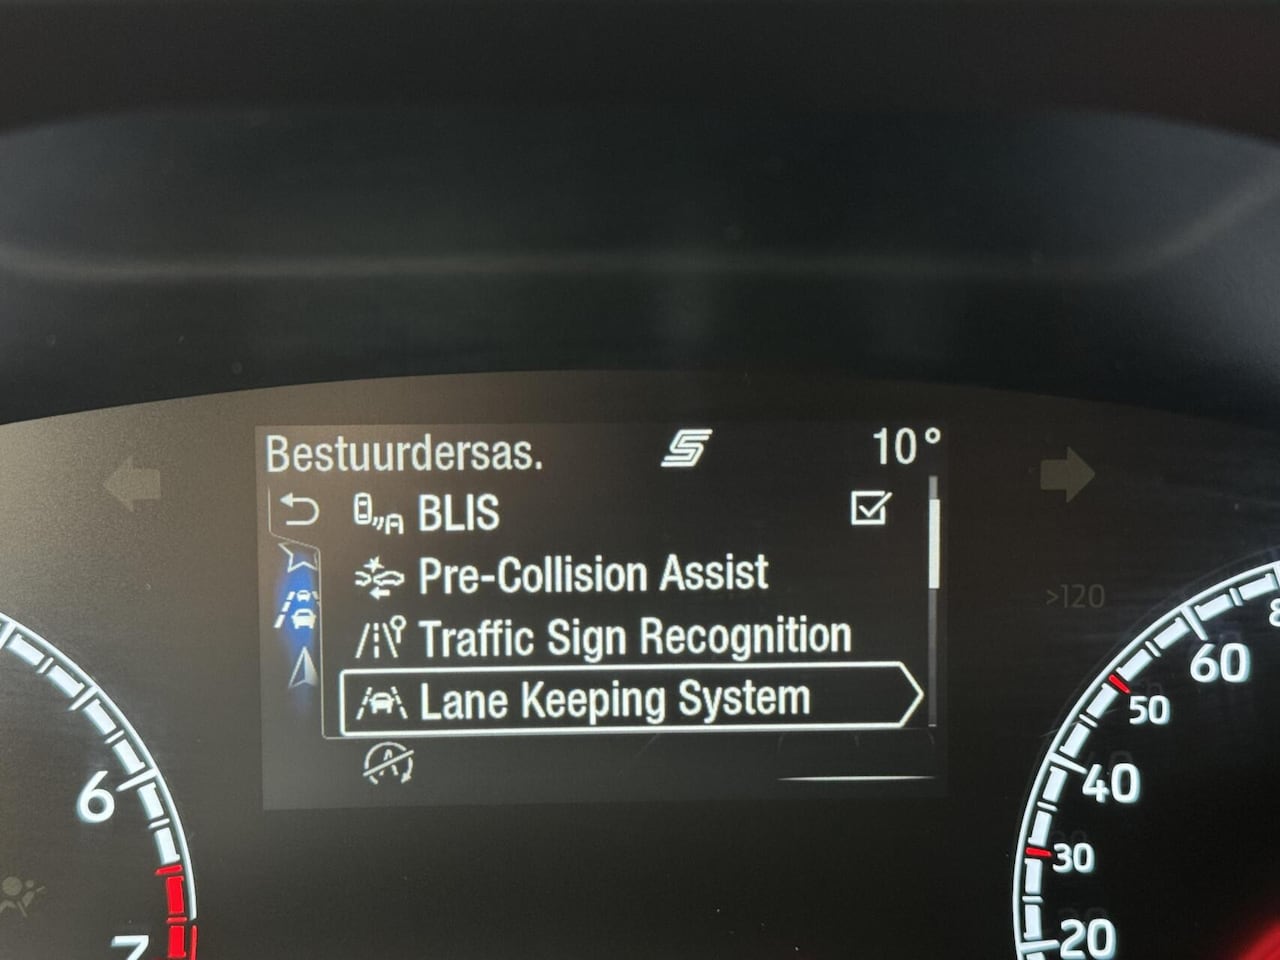 Bestuurdersas. S 10°
BLIS
Pre-Collision Assist
Traffic Sign Recognition
Lane Keeping System
>120
6
7
60
50
40
30
20